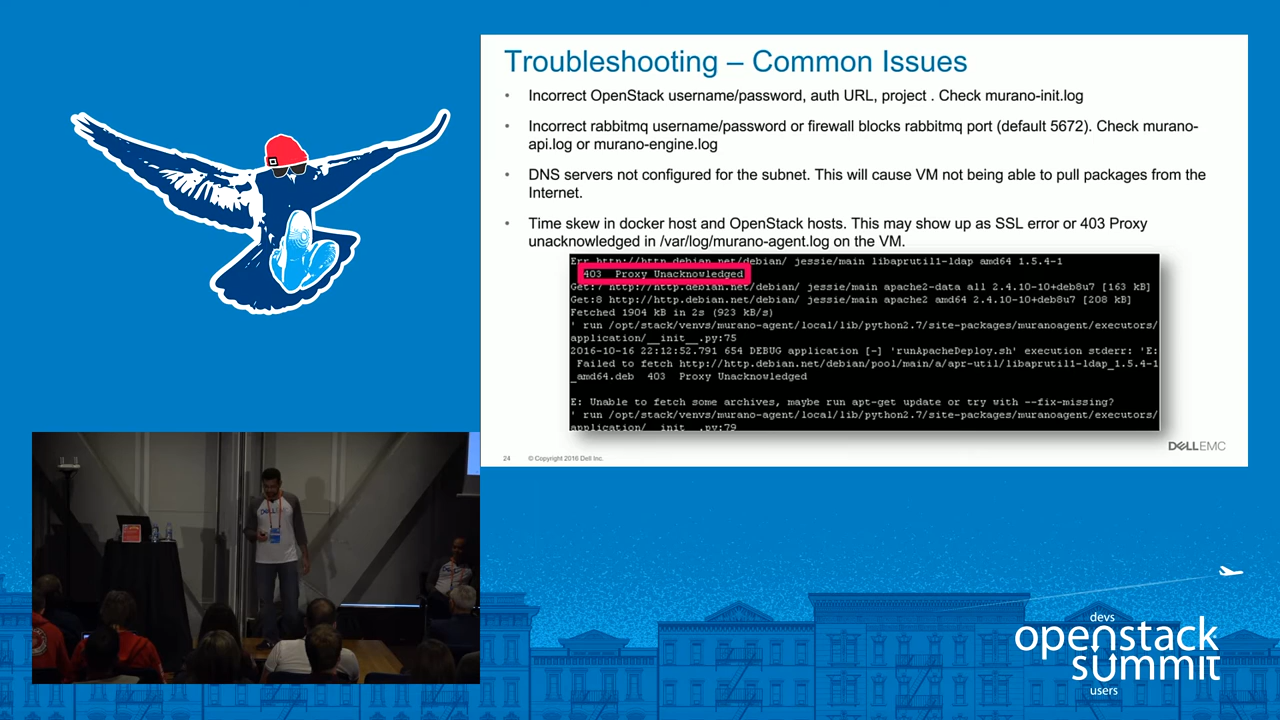 Troubleshooting – Common Issues
• Incorrect OpenStack username/password, auth URL, project . Check murano-init.log
• Incorrect rabbitmq username/password or firewall blocks rabbitmq port (default 5672). Check murano-
api.log or murano-engine.log
• DNS servers not configured for the subnet. This will cause VM not being able to pull packages from the
Internet.
• Time skew in docker host and OpenStack hosts. This may show up as SSL error or 403 Proxy
unacknowledged in /var/log/murano-agent.log on the VM.
Err http://http.debian.net/debian/ jessie/main libaprutil1-ldap amd64 1.5.4-1
403 Proxy Unacknowledged
Get:7 http://http.debian.net/debian/ jessie/main apache2-data all 2.4.10-10+deb8u7 [163 kB]
Get:8 http://http.debian.net/debian/ jessie/main apache2 amd64 2.4.10-10+deb8u7 [208 kB]
Fetched 1904 kB in 2s (923 kB/s)
' run /opt/stack/venvs/murano-agent/local/lib/python2.7/site-packages/muranoagent/executors/
application/__init__.py:75
2016-10-16 22:12:52.791 654 DEBUG application [-] 'runApacheDeploy.sh' execution stderr: 'E:
Failed to fetch http://http.debian.net/debian/pool/main/a/apr-util/libaprutil1-ldap_1.5.4-1
_amd64.deb 403 Proxy Unacknowledged
E: Unable to fetch some archives, maybe run apt-get update or try with --fix-missing?
' run /opt/stack/venvs/murano-agent/local/lib/python2.7/site-packages/muranoagent/executors/
application/__init__.py:79
DELLEMC
24 © Copyright 2016 Dell Inc.
DELLEMC
devs
openstack
summit
users